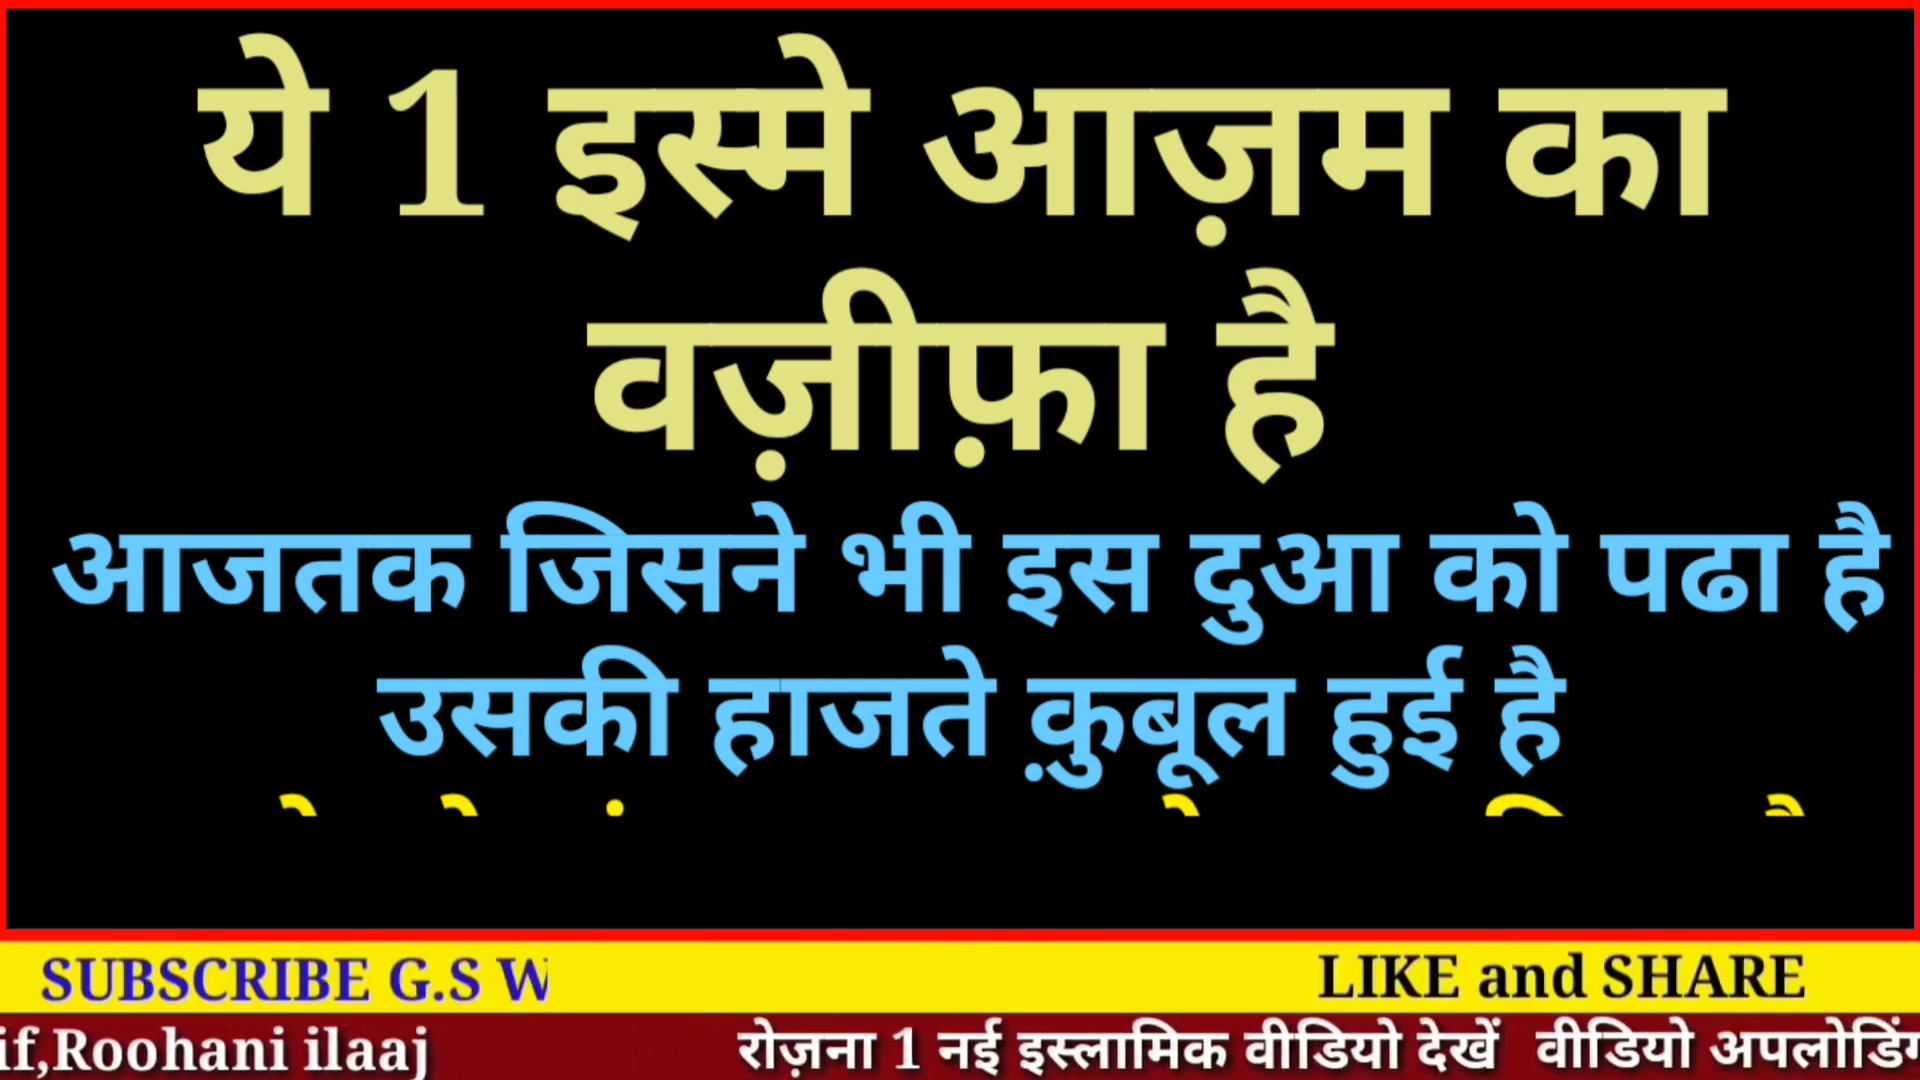 ये 1 इस्मे आज़म का
वज़ीफ़ा है
आजतक जिसने भी इस दुआ को पढा है
उसकी हाजते क़ुबूल हुई है
SUBSCRIBE G.S W
LIKE and SHARE
if,Roohani ilaaj
रोज़ना 1 नई इस्लामिक वीडियो देखें वीडियो अपलोडिंग